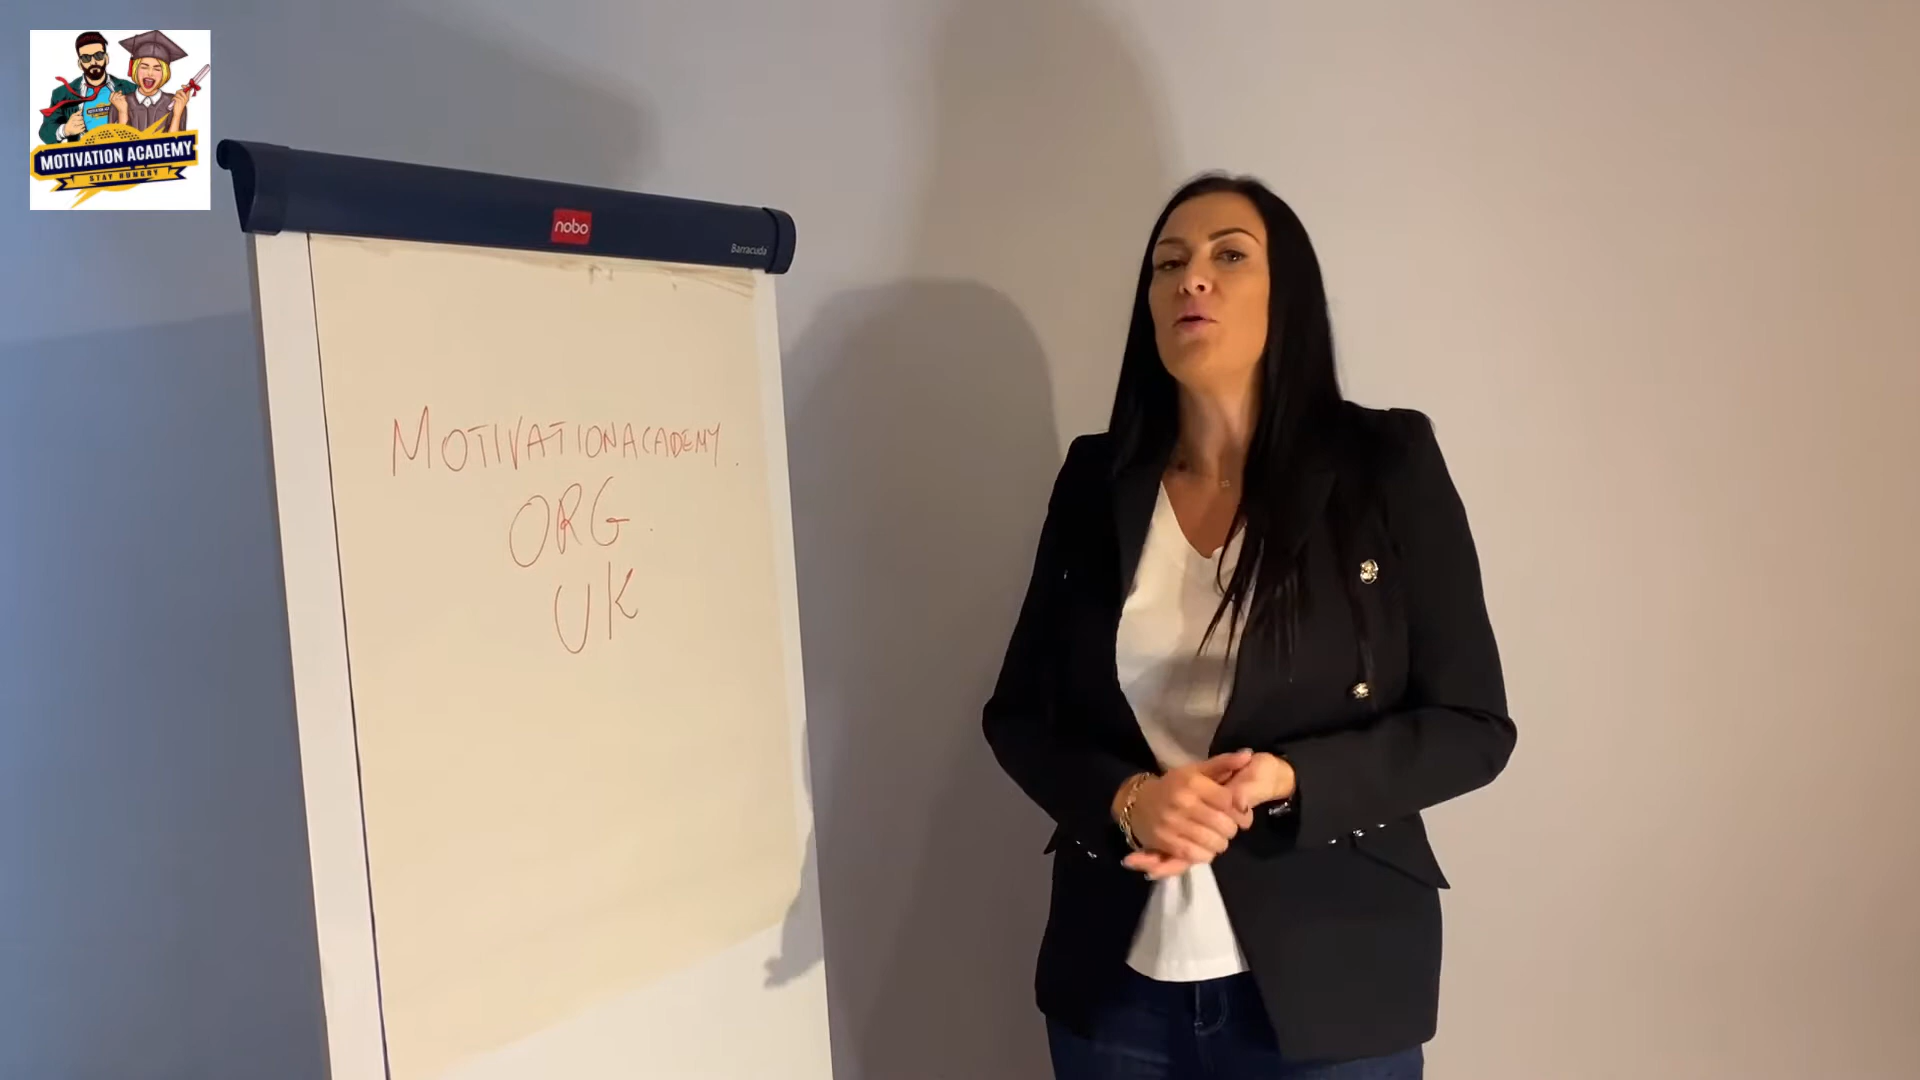 MOTIVATION ACADEMY
STAY HUNGRY
nobo
Barracuda
MOTIVATIONACADEMY.
ORG.
UK